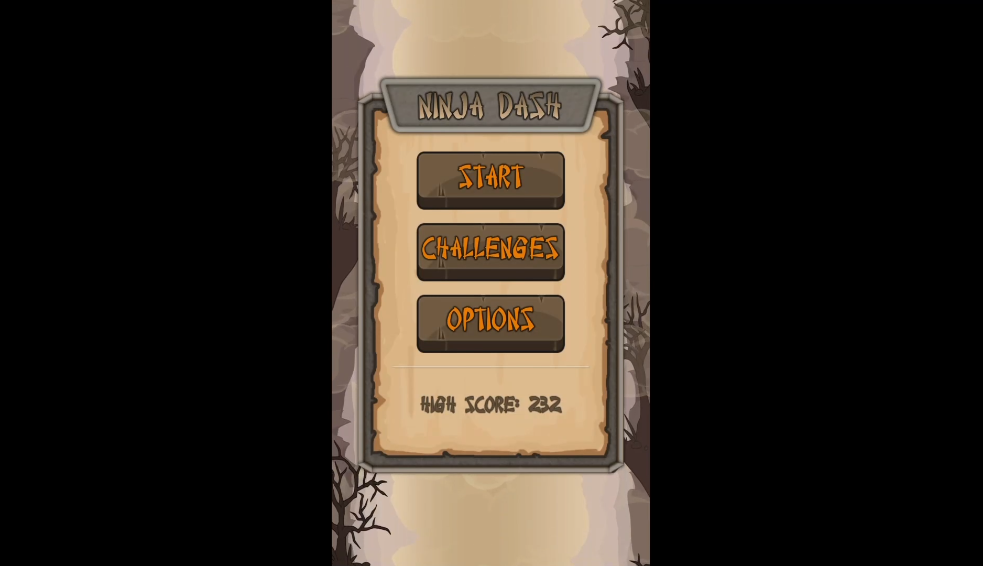 NINJA DASH
START
CHALLENGES
OPTIONS
HIGH SCORE: 232